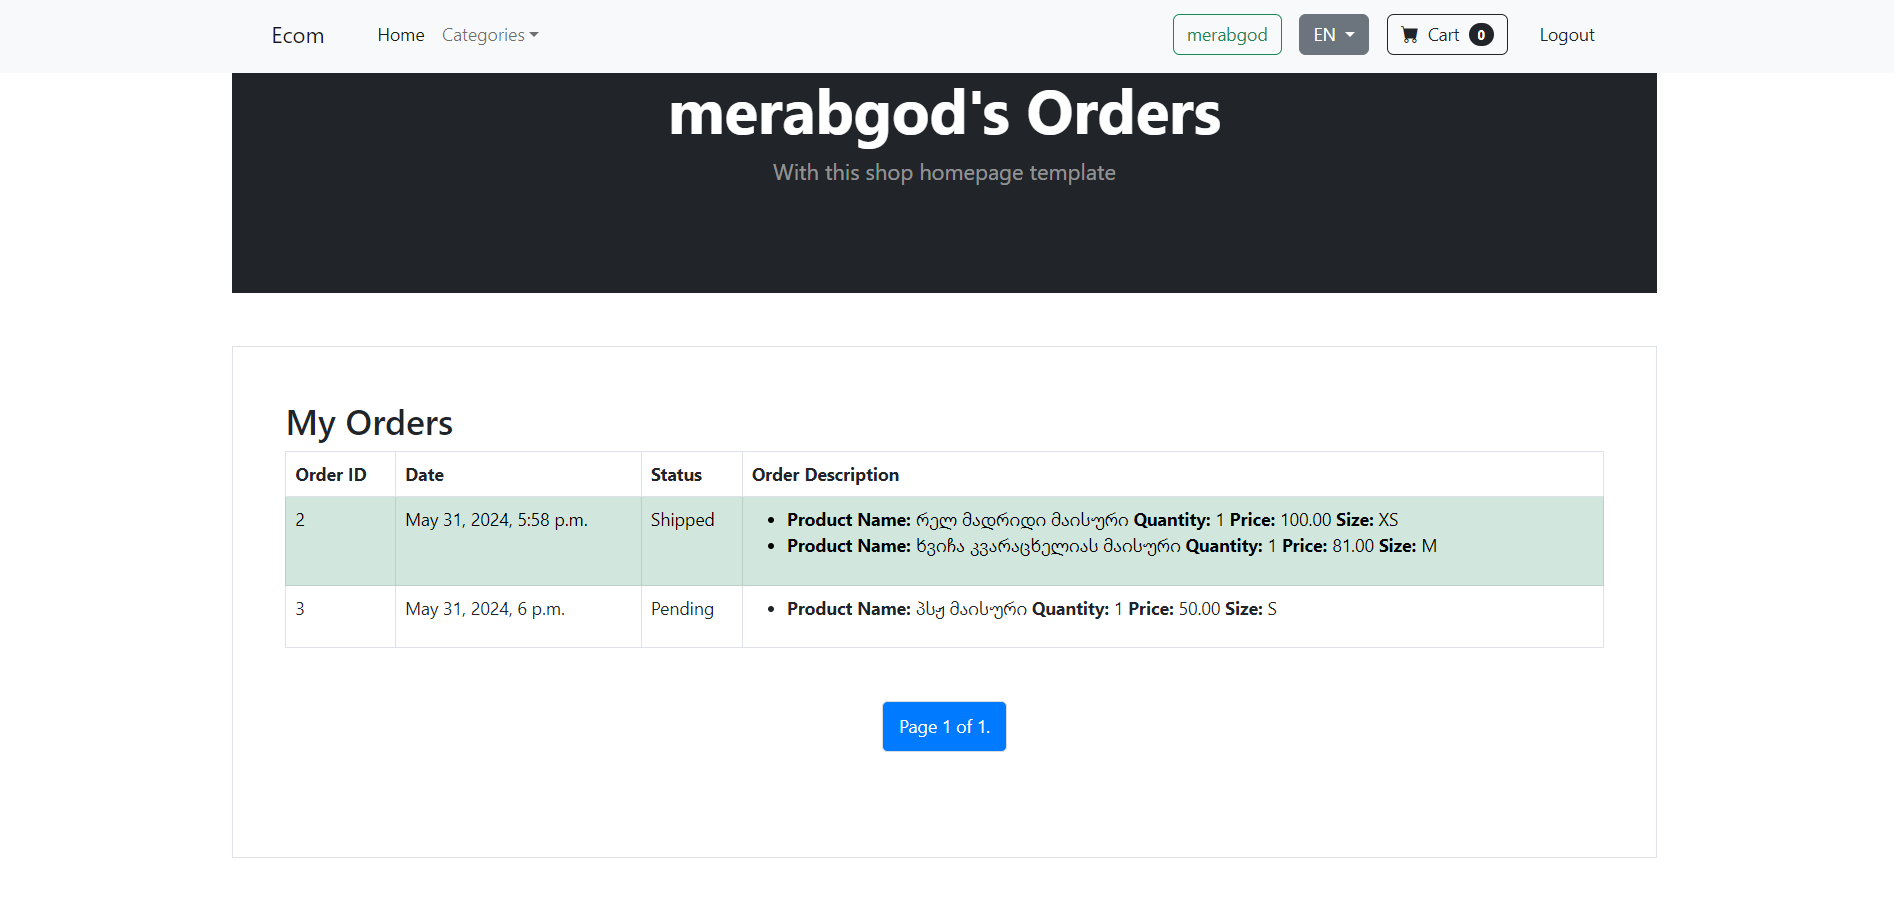 Ecom Home Categories merabgod EN Cart 0 Logout
merabgod's Orders
With this shop homepage template
My Orders
Order ID Date Status Order Description
2 May 31, 2024, 5:58 p.m. Shipped • Product Name: რელ მადრიდი მაისური Quantity: 1 Price: 100.00 Size: XS
• Product Name: ხვიჩა კვარაცხელიას მაისური Quantity: 1 Price: 81.00 Size: M
3 May 31, 2024, 6 p.m. Pending • Product Name: პსჟ მაისური Quantity: 1 Price: 50.00 Size: S
Page 1 of 1.